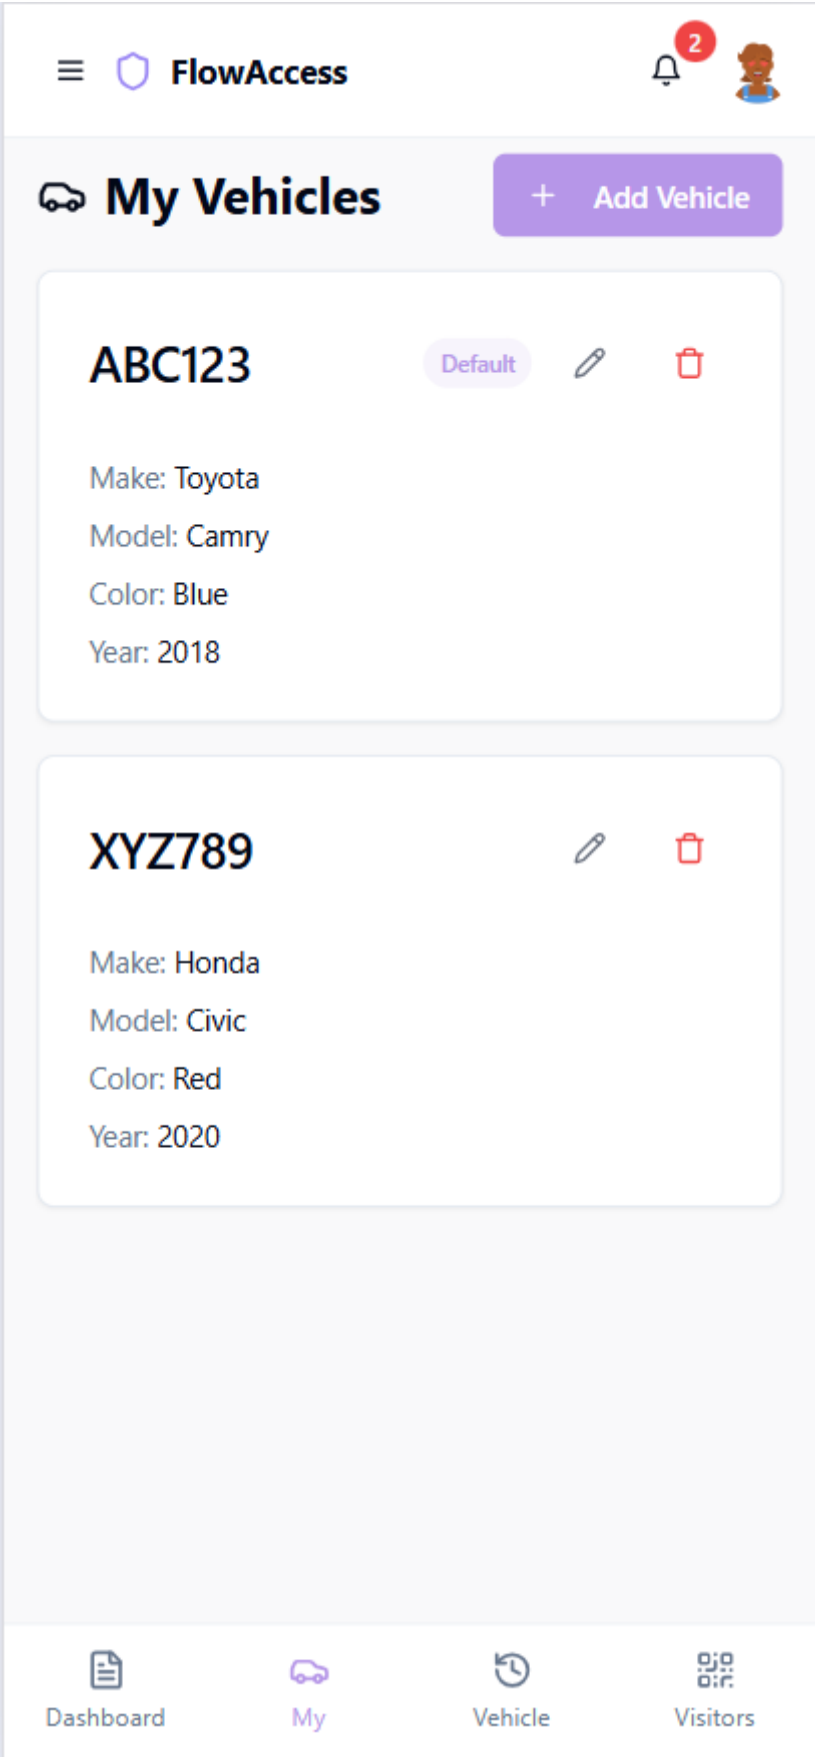 FlowAccess
2
My Vehicles
+ Add Vehicle
ABC123
Default
Make: Toyota
Model: Camry
Color: Blue
Year: 2018
XYZ789
Make: Honda
Model: Civic
Color: Red
Year: 2020
Dashboard
My
Vehicle
Visitors